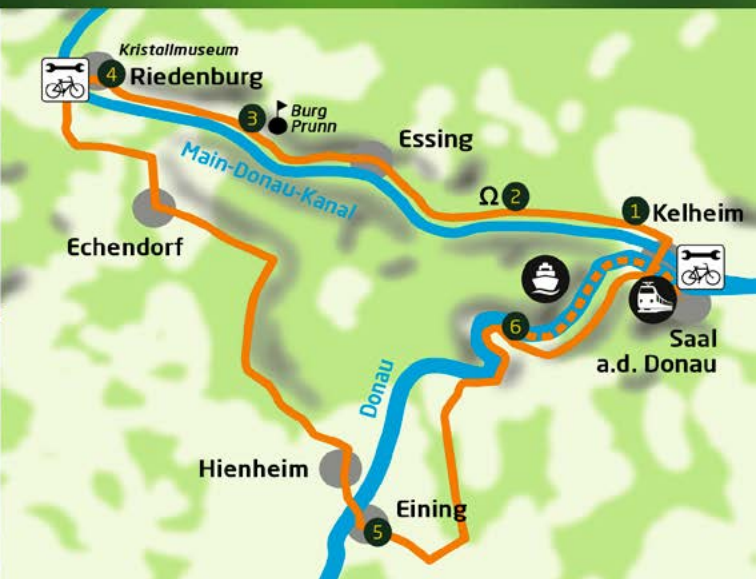 Kristallmuseum
4 Riedenburg
3
Burg
Prunn
Essing
Main-Donau-Kanal
Ω 2
1 Kelheim
Echendorf
6
Saal
a.d. Donau
Donau
Hienheim
Eining
5